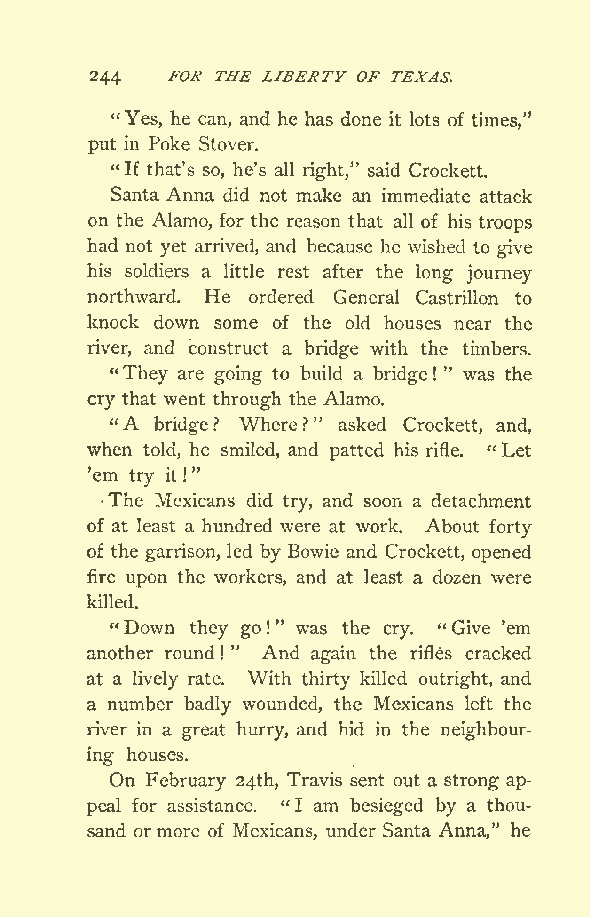 244 FOR THE LIBERTY OF TEXAS.
"Yes, he can, and he has done it lots of times,"
put in Poke Stover.
"If that's so, he's all right," said Crockett.
Santa Anna did not make an immediate attack
on the Alamo, for the reason that all of his troops
had not yet arrived, and because he wished to give
his soldiers a little rest after the long journey
northward. He ordered General Castrillon to
knock down some of the old houses near the
river, and construct a bridge with the timbers.
"They are going to build a bridge!" was the
cry that went through the Alamo.
"A bridge? Where?" asked Crockett, and,
when told, he smiled, and patted his rifle. "Let
'em try it!"
The Mexicans did try, and soon a detachment
of at least a hundred were at work. About forty
of the garrison, led by Bowie and Crockett, opened
fire upon the workers, and at least a dozen were
killed.
"Down they go!" was the cry. "Give 'em
another round!" And again the rifles cracked
at a lively rate. With thirty killed outright, and
a number badly wounded, the Mexicans left the
river in a great hurry, and hid in the neighbour-
ing houses.
On February 24th, Travis sent out a strong ap-
peal for assistance. "I am besieged by a thou-
sand or more of Mexicans, under Santa Anna," he